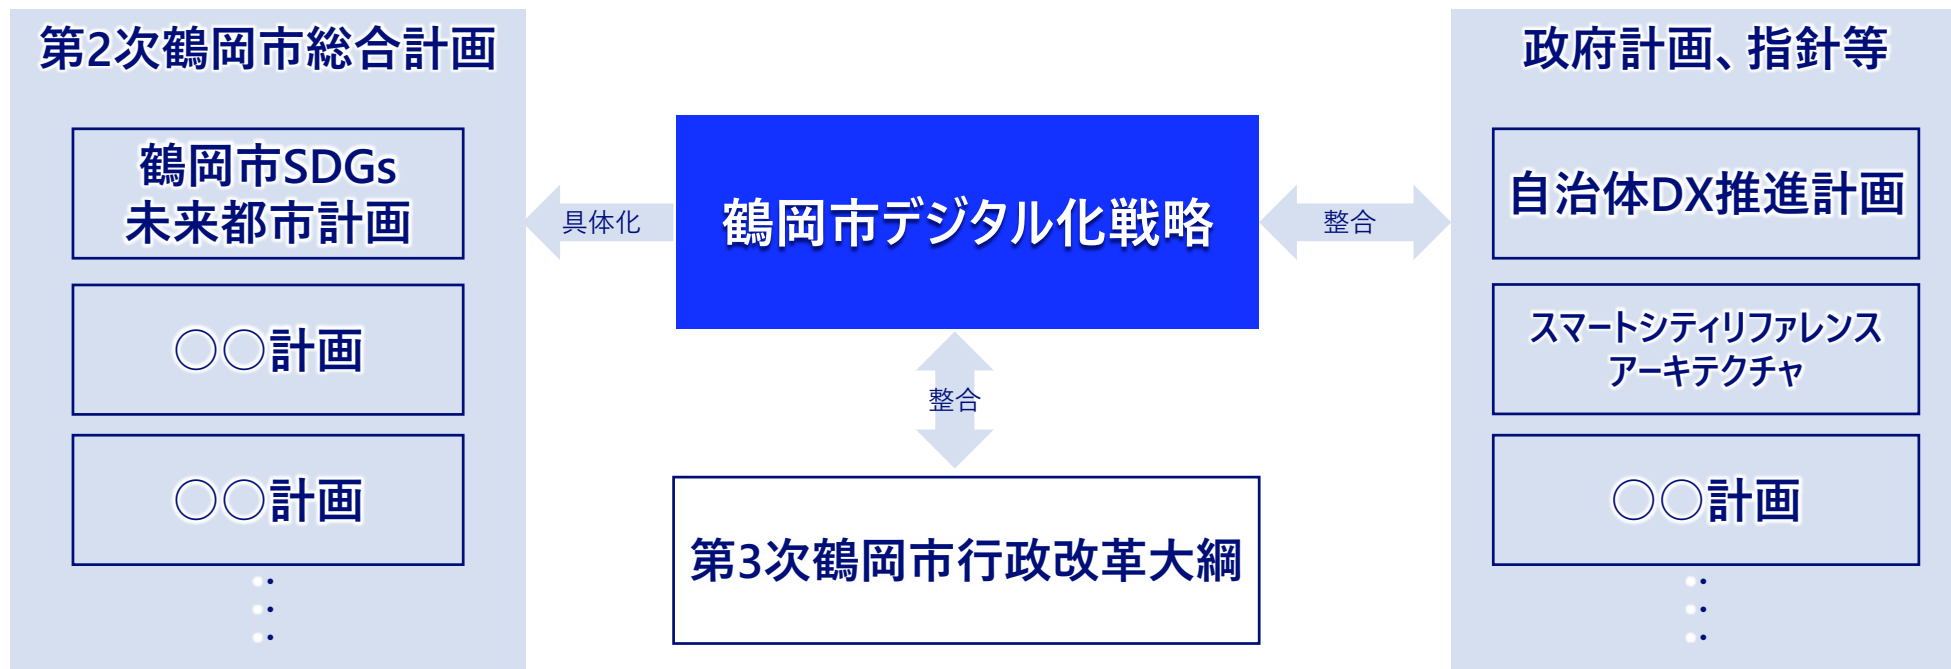 第2次鶴岡市総合計画
鶴岡市SDGs
未来都市計画
○○計画
○○計画
・
・
・
具体化
鶴岡市デジタル化戦略
整合
整合
第3次鶴岡市行政改革大綱
政府計画、指針等
自治体DX推進計画
スマートシティリファレンス
アーキテクチャ
○○計画
・
・
・